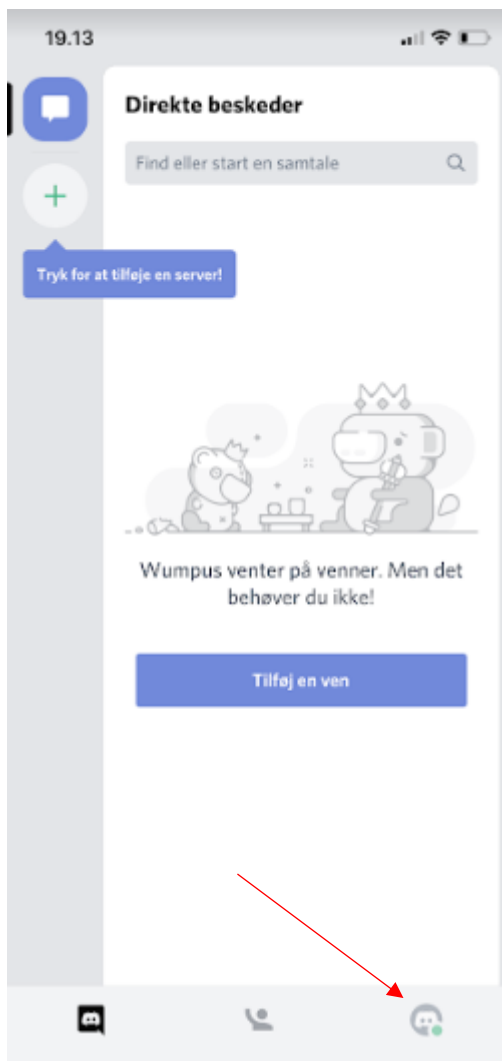 19.13
Direkte beskeder
Find eller start en samtale
Tryk for at tilføje en server!
Wumpus venter på venner. Men det
behøver du ikke!
Tilføj en ven